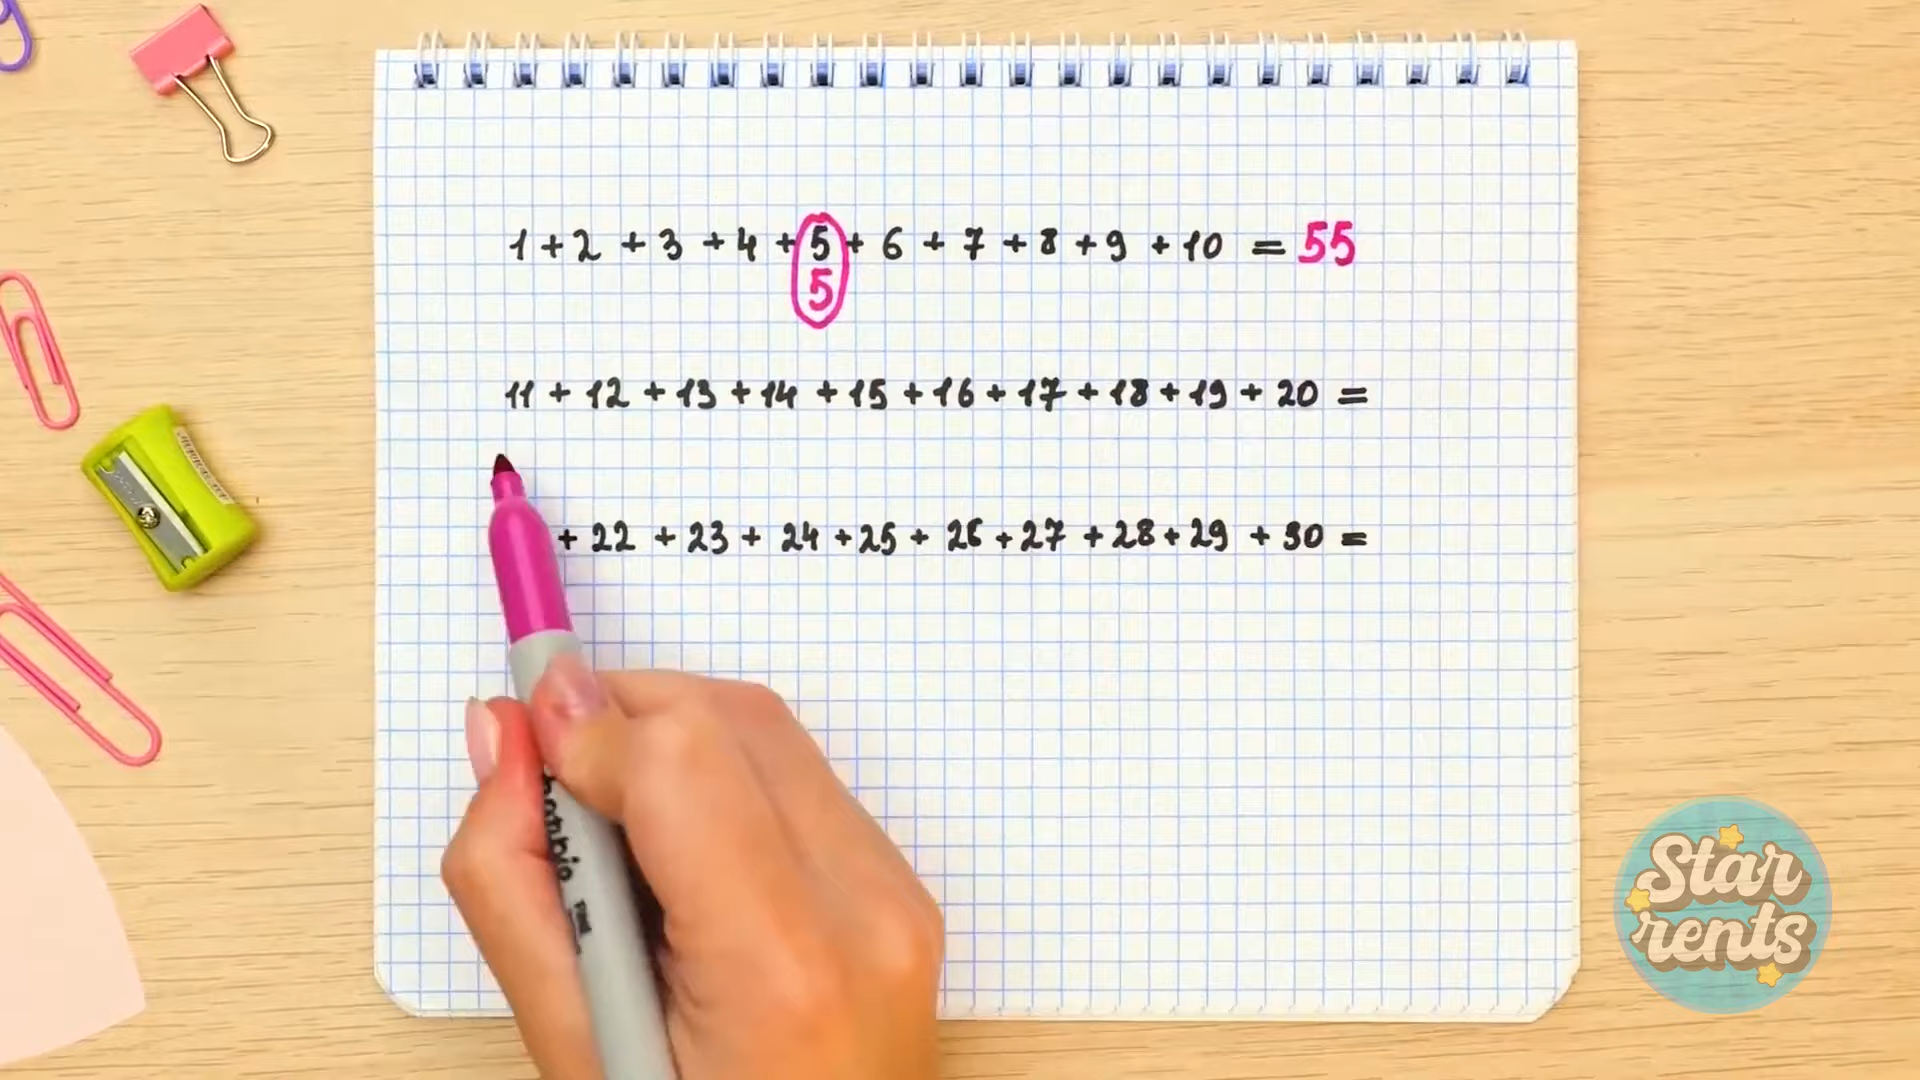 1 + 2 + 3 + 4 + 5 + 6 + 7 + 8 + 9 + 10 = 55
5
11 + 12 + 13 + 14 + 15 + 16 + 17 + 18 + 19 + 20 =
+ 22 + 23 + 24 + 25 + 26 + 27 + 28 + 29 + 30 =
FINE
Star
rents